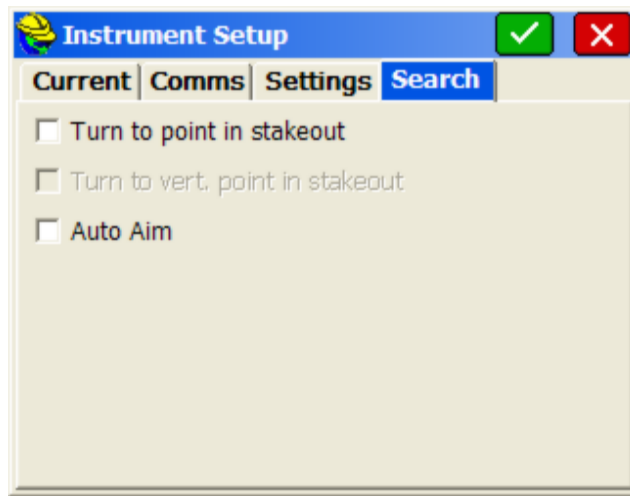 Instrument Setup
Current Comms Settings Search
Turn to point in stakeout
Turn to vert. point in stakeout
Auto Aim